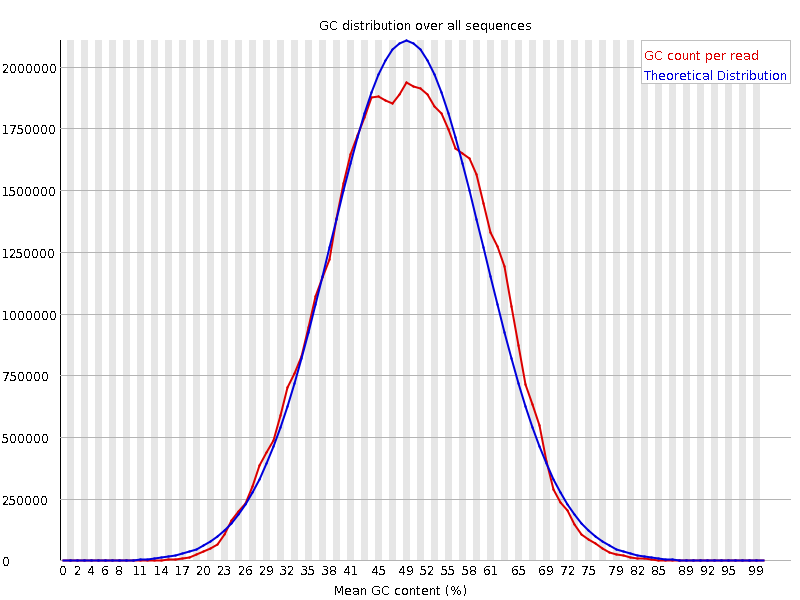 GC distribution over all sequences
GC count per read
Theoretical Distribution
2000000
1750000
1500000
1250000
1000000
750000
500000
250000
0
0 2 4 6 8 11 14 17 20 23 26 29 32 35 38 41 45 49 52 55 58 61 65 69 72 75 79 82 85 89 92 95 99
Mean GC content (%)